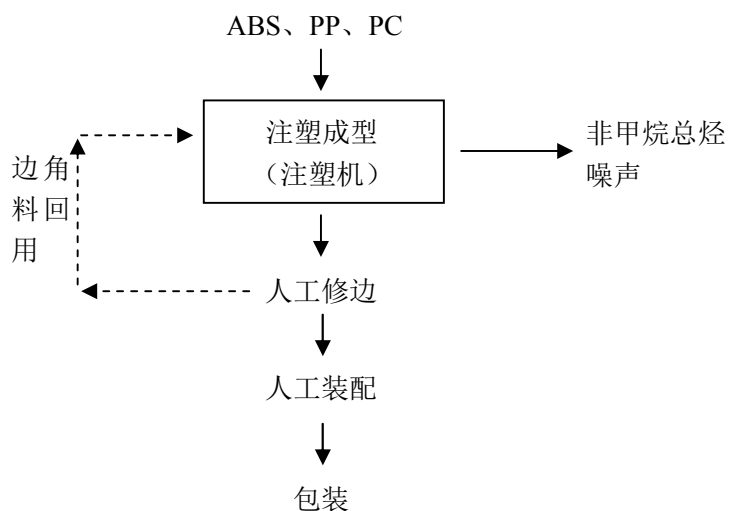 ABS、PP、PC
注塑成型
（注塑机）
非甲烷总烃
噪声
边角
料回
用
人工修边
人工装配
包装